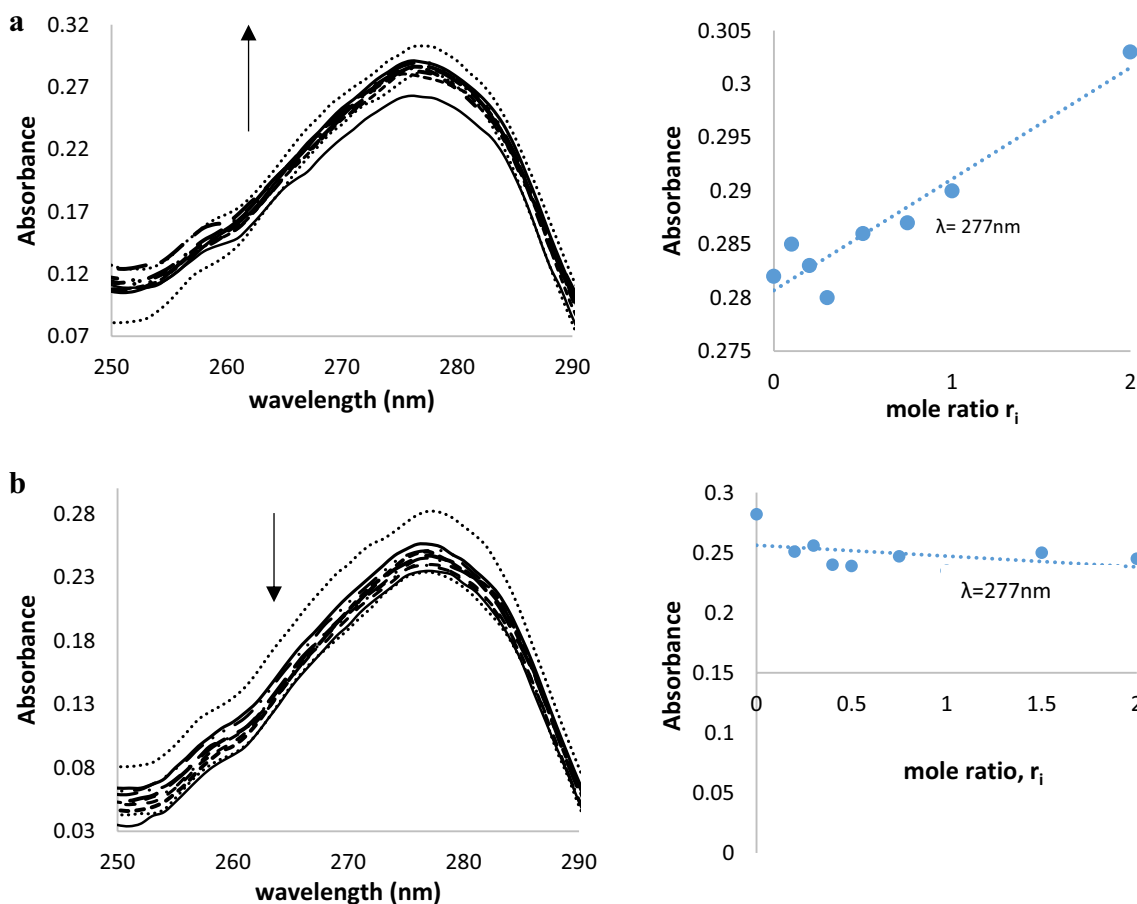 a
0.32
0.27
0.22
0.17
0.12
0.07
Absorbance
250 260 270 280 290
wavelength (nm)
0.305
0.3
0.295
0.29
0.285
0.28
0.275
Absorbance
λ= 277nm
0 1 2
mole ratio ri
b
0.28
0.23
0.18
0.13
0.08
0.03
Absorbance
250 260 270 280 290
wavelength (nm)
0.3
0.25
0.2
0.15
0.1
0.05
0
Absorbance
λ=277nm
0 0.5 1 1.5 2
mole ratio, ri